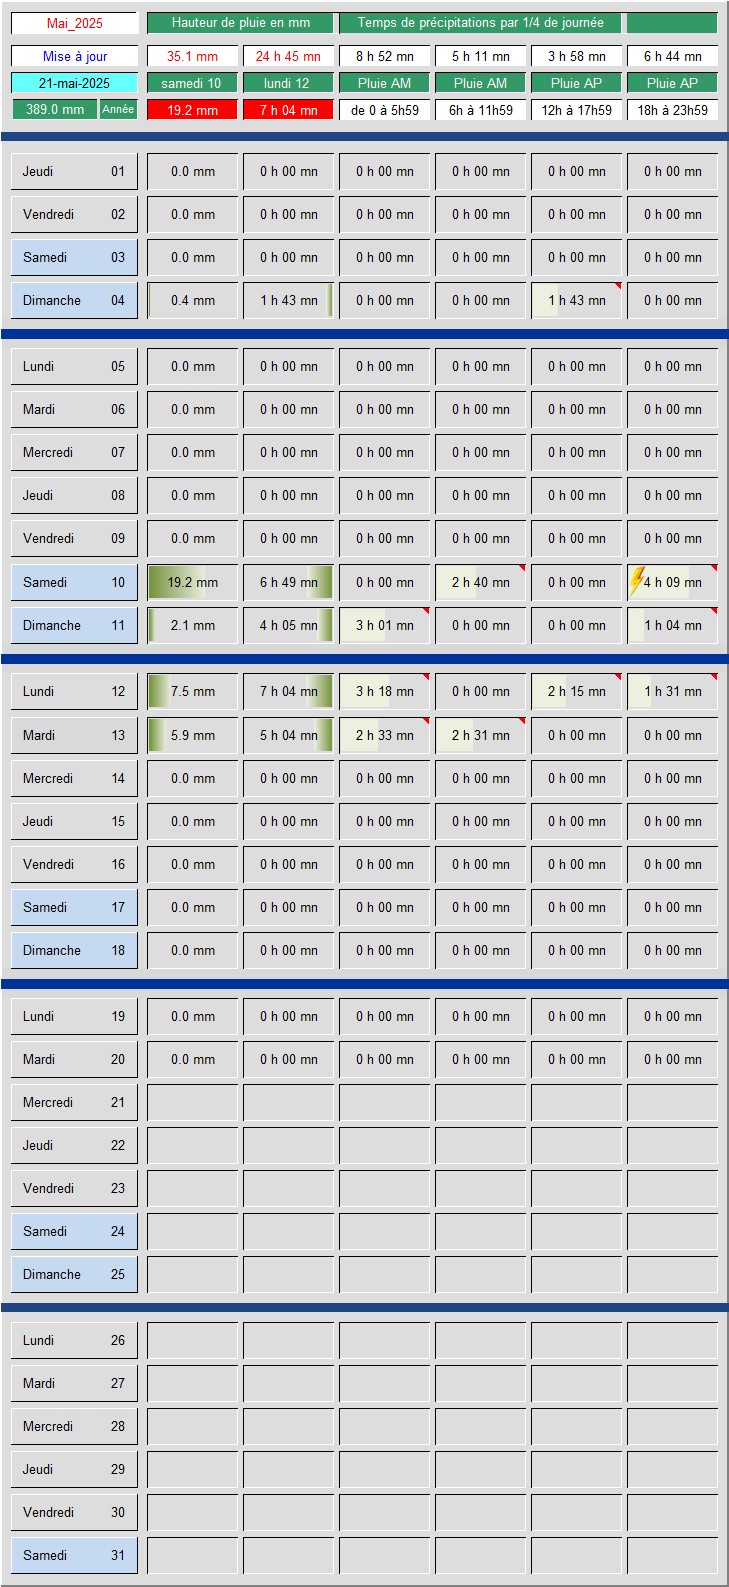 Mai_2025 Hauteur de pluie en mm Temps de précipitations par 1/4 de journée
Mise à jour 35.1 mm 24 h 45 mn 8 h 52 mn 5 h 11 mn 3 h 58 mn 6 h 44 mn
21-mai-2025 samedi 10 lundi 12 Pluie AM Pluie AM Pluie AP Pluie AP
389.0 mm Année 19.2 mm 7 h 04 mn de 0 à 5h59 6h à 11h59 12h à 17h59 18h à 23h59
Jeudi 01 0.0 mm 0 h 00 mn 0 h 00 mn 0 h 00 mn 0 h 00 mn 0 h 00 mn
Vendredi 02 0.0 mm 0 h 00 mn 0 h 00 mn 0 h 00 mn 0 h 00 mn 0 h 00 mn
Samedi 03 0.0 mm 0 h 00 mn 0 h 00 mn 0 h 00 mn 0 h 00 mn 0 h 00 mn
Dimanche 04 0.4 mm 1 h 43 mn 0 h 00 mn 0 h 00 mn 1 h 43 mn 0 h 00 mn
Lundi 05 0.0 mm 0 h 00 mn 0 h 00 mn 0 h 00 mn 0 h 00 mn 0 h 00 mn
Mardi 06 0.0 mm 0 h 00 mn 0 h 00 mn 0 h 00 mn 0 h 00 mn 0 h 00 mn
Mercredi 07 0.0 mm 0 h 00 mn 0 h 00 mn 0 h 00 mn 0 h 00 mn 0 h 00 mn
Jeudi 08 0.0 mm 0 h 00 mn 0 h 00 mn 0 h 00 mn 0 h 00 mn 0 h 00 mn
Vendredi 09 0.0 mm 0 h 00 mn 0 h 00 mn 0 h 00 mn 0 h 00 mn 0 h 00 mn
Samedi 10 19.2 mm 6 h 49 mn 0 h 00 mn 2 h 40 mn 0 h 00 mn 4 h 09 mn
Dimanche 11 2.1 mm 4 h 05 mn 3 h 01 mn 0 h 00 mn 0 h 00 mn 1 h 04 mn
Lundi 12 7.5 mm 7 h 04 mn 3 h 18 mn 0 h 00 mn 2 h 15 mn 1 h 31 mn
Mardi 13 5.9 mm 5 h 04 mn 2 h 33 mn 2 h 31 mn 0 h 00 mn 0 h 00 mn
Mercredi 14 0.0 mm 0 h 00 mn 0 h 00 mn 0 h 00 mn 0 h 00 mn 0 h 00 mn
Jeudi 15 0.0 mm 0 h 00 mn 0 h 00 mn 0 h 00 mn 0 h 00 mn 0 h 00 mn
Vendredi 16 0.0 mm 0 h 00 mn 0 h 00 mn 0 h 00 mn 0 h 00 mn 0 h 00 mn
Samedi 17 0.0 mm 0 h 00 mn 0 h 00 mn 0 h 00 mn 0 h 00 mn 0 h 00 mn
Dimanche 18 0.0 mm 0 h 00 mn 0 h 00 mn 0 h 00 mn 0 h 00 mn 0 h 00 mn
Lundi 19 0.0 mm 0 h 00 mn 0 h 00 mn 0 h 00 mn 0 h 00 mn 0 h 00 mn
Mardi 20 0.0 mm 0 h 00 mn 0 h 00 mn 0 h 00 mn 0 h 00 mn 0 h 00 mn
Mercredi 21
Jeudi 22
Vendredi 23
Samedi 24
Dimanche 25
Lundi 26
Mardi 27
Mercredi 28
Jeudi 29
Vendredi 30
Samedi 31